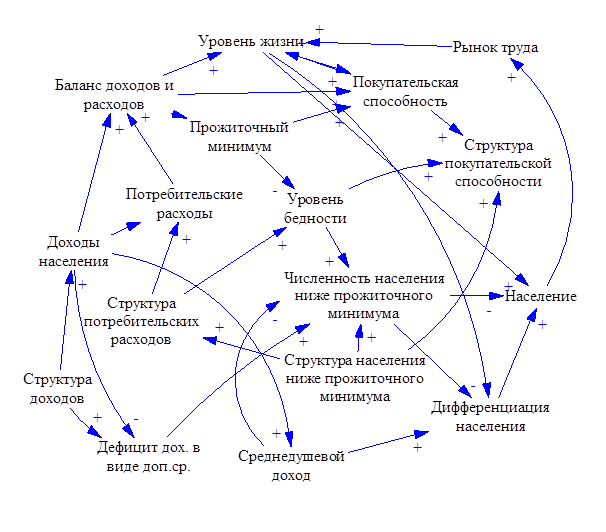 Уровень жизни
Рынок труда
Баланс доходов и
расходов
Покупательская
способность
Прожиточный
минимум
Структура
покупательской
способности
Потребительские
расходы
Уровень
бедности
Доходы
населения
Численность населения
ниже прожиточного
минимума
Население
Структура
потребительских
расходов
Структура населения
ниже прожиточного
минимума
Структура
доходов
Дифференциация
населения
Дефицит дох. в
виде доп.ср.
Среднедушевой
доход